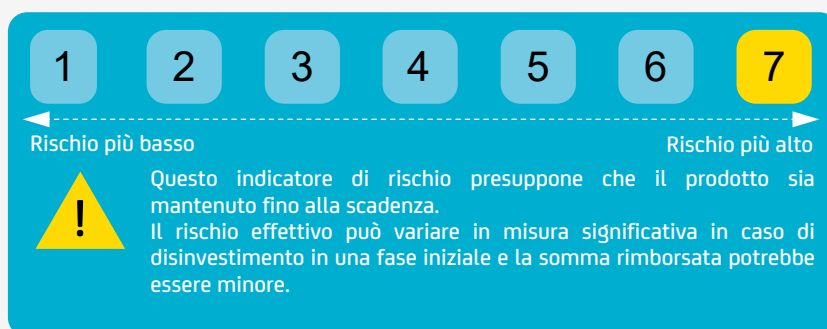 1 2 3 4 5 6 7
Rischio più basso Rischio più alto
!
Questo indicatore di rischio presuppone che il prodotto sia
mantenuto fino alla scadenza.
Il rischio effettivo può variare in misura significativa in caso di
disinvestimento in una fase iniziale e la somma rimborsata potrebbe
essere minore.